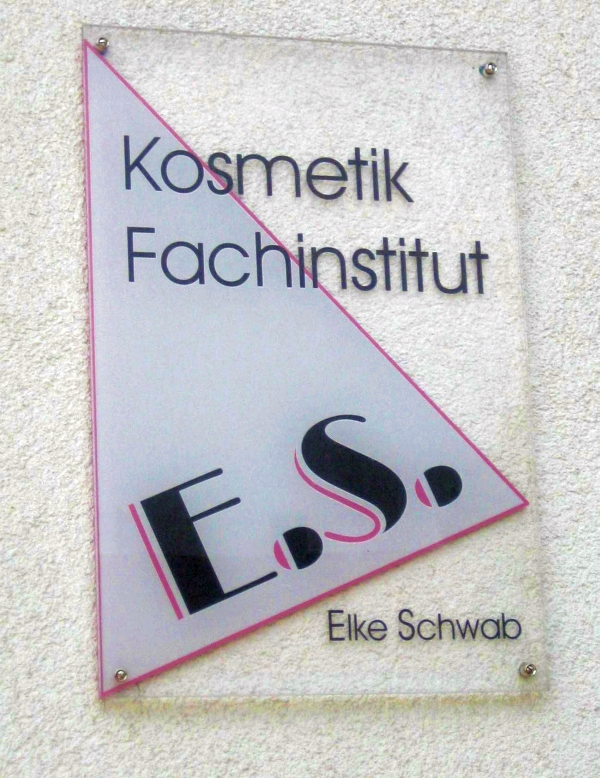 Kosmetik
Fachinstitut
E.S.
Elke Schwab